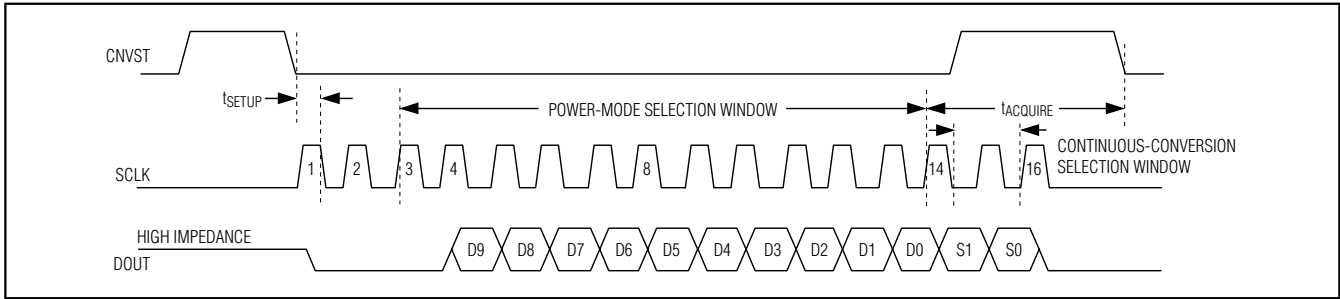 CNVST
tSETUP
POWER-MODE SELECTION WINDOW
tACQUIRE
CONTINUOUS-CONVERSION
SELECTION WINDOW
SCLK
1 2 3 4 8 14 16
HIGH IMPEDANCE
DOUT
D9 D8 D7 D6 D5 D4 D3 D2 D1 D0 S1 S0